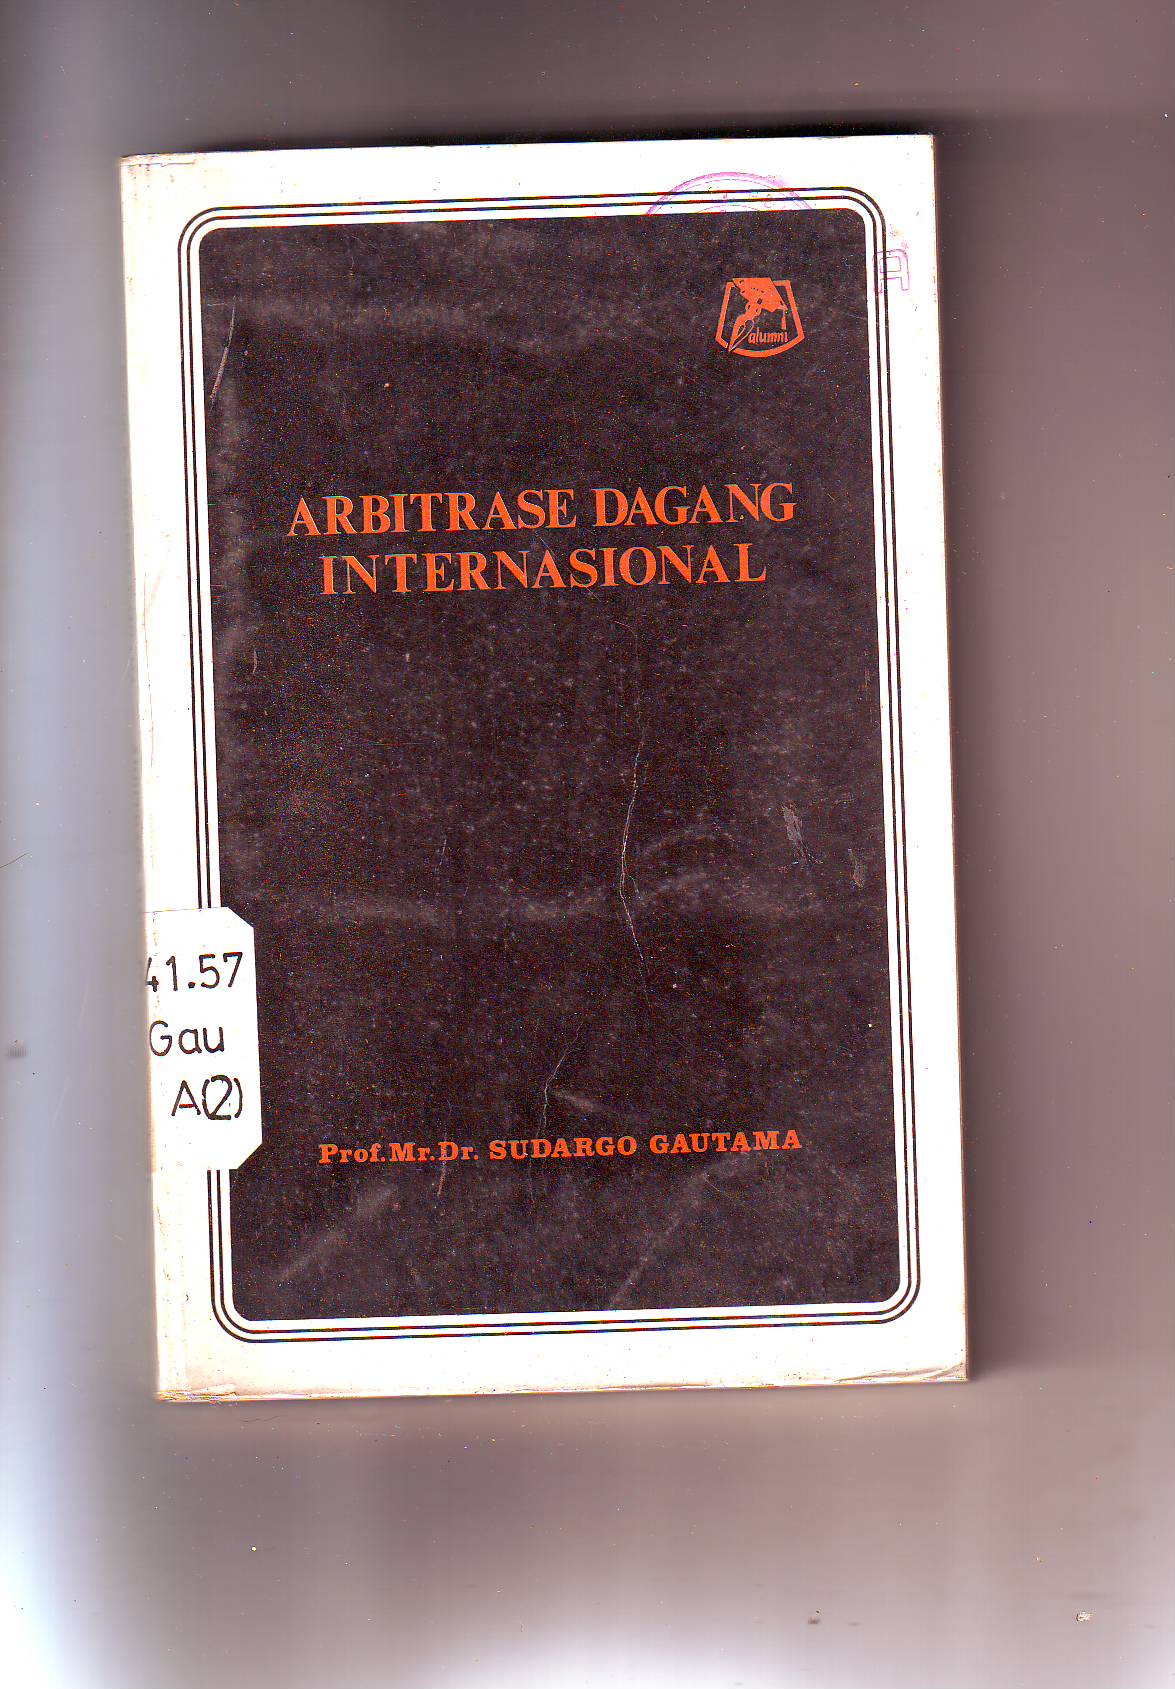 alumni
ARBITRASE DAGANG
INTERNASIONAL
41.57
Gau
A(2)
Prof.Mr.Dr. SUDARGO GAUTAMA